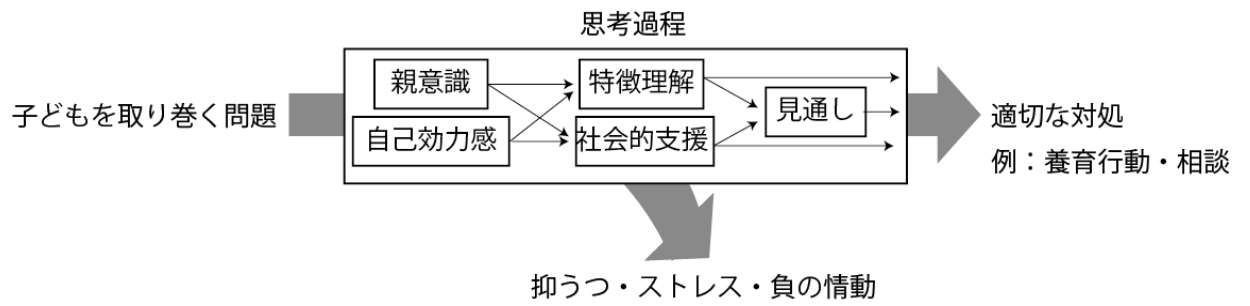 思考過程
親意識
特徴理解
見通し
子どもを取り巻く問題
自己効力感
社会的支援
適切な対処
例：養育行動・相談
抑うつ・ストレス・負の情動